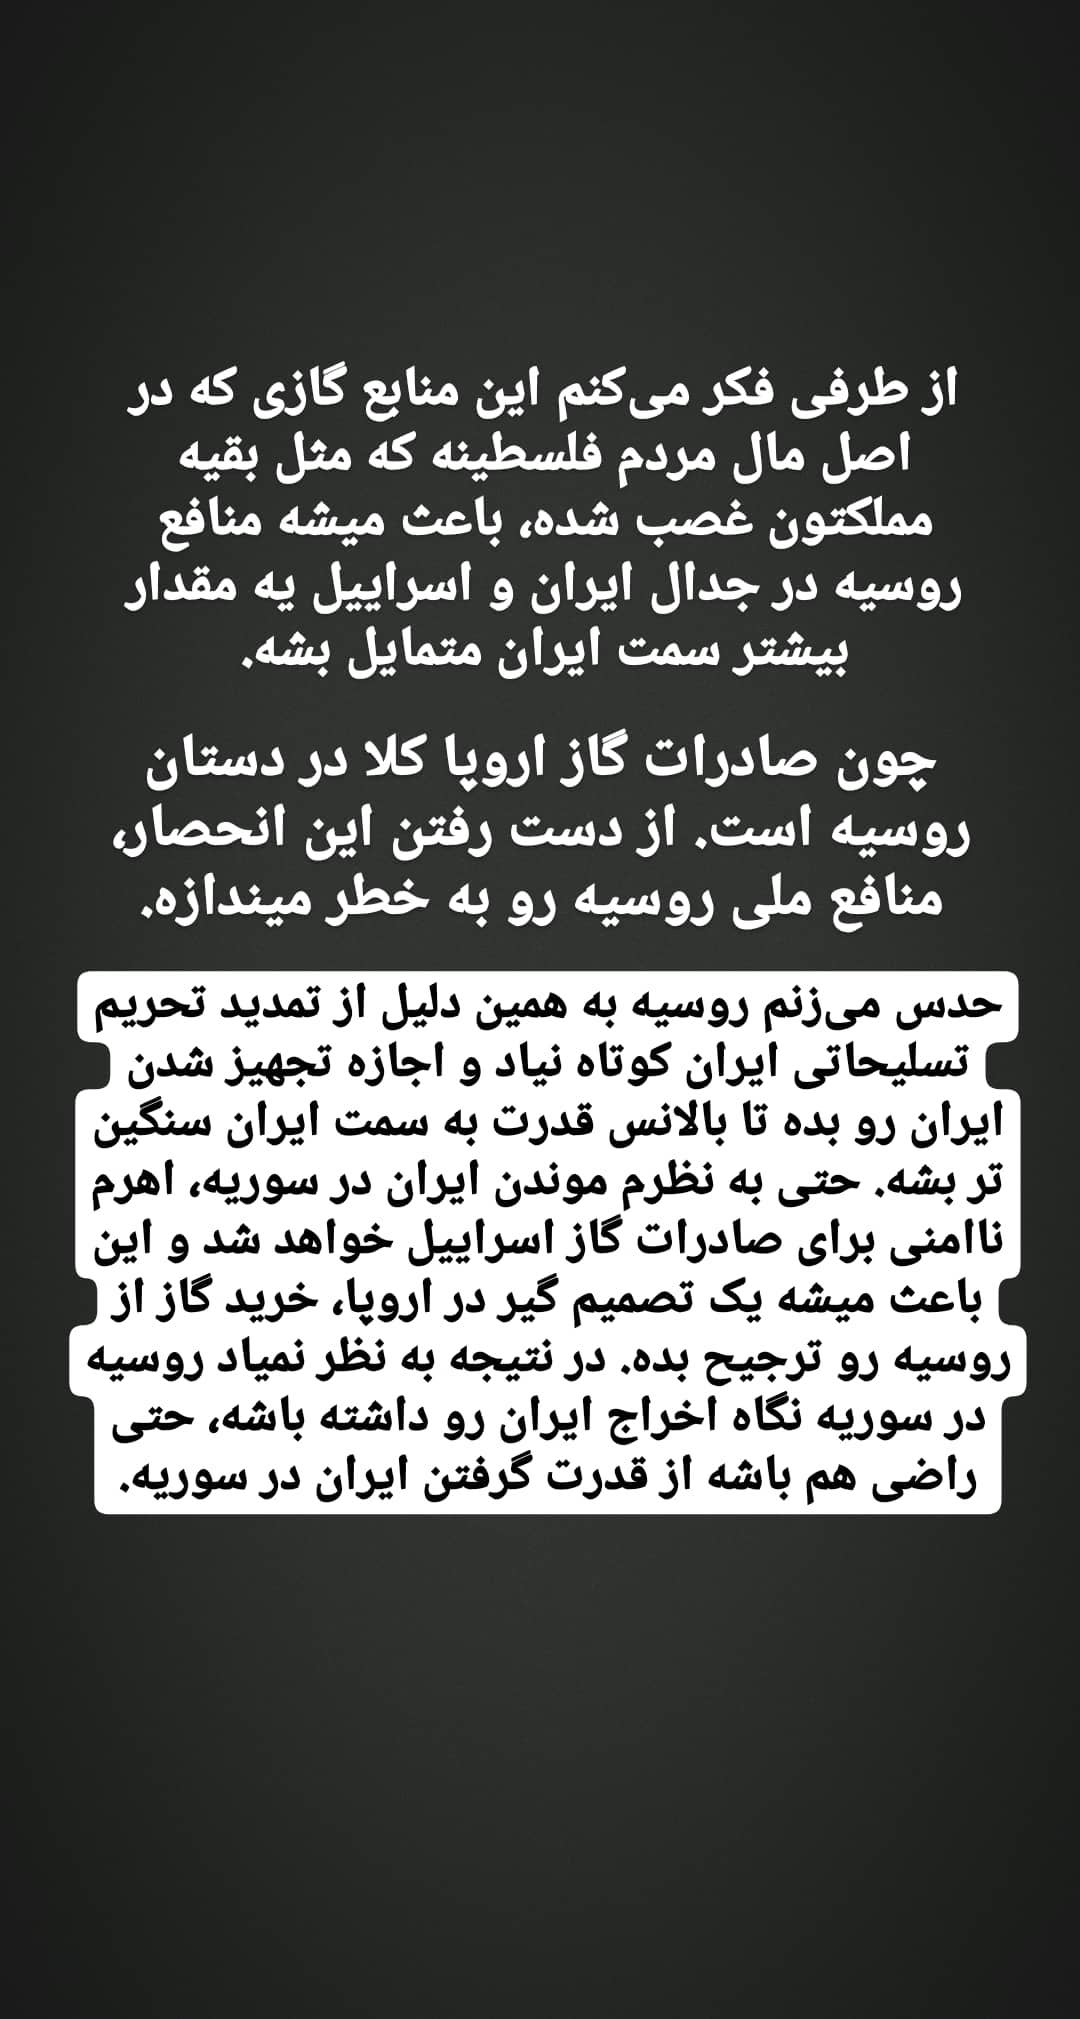 از طرفی فکر می‌کنم این منابع گازی که در
اصل مال مردم فلسطینه که مثل بقیه
مملکتون غصب شده، باعث میشه منافع
روسیه در جدال ایران و اسراییل یه مقدار
بیشتر سمت ایران متمایل بشه.
چون صادرات گاز اروپا کلا در دستان
روسیه است. از دست رفتن این انحصار،
منافع ملی روسیه رو به خطر میندازه.
حدس می‌زنم روسیه به همین دلیل از تمدید تحریم
تسلیحاتی ایران کوتاه نیاد و اجازه تجهیز شدن
ایران رو بده تا بالانس قدرت به سمت ایران سنگین
تر بشه. حتی به نظرم موندن ایران در سوریه، اهرم
ناامنی برای صادرات گاز اسراییل خواهد شد و این
باعث میشه یک تصمیم گیر در اروپا، خرید گاز از
روسیه رو ترجیح بده. در نتیجه به نظر نمیاد روسیه
در سوریه نگاه اخراج ایران رو داشته باشه، حتی
راضی هم باشه از قدرت گرفتن ایران در سوریه.